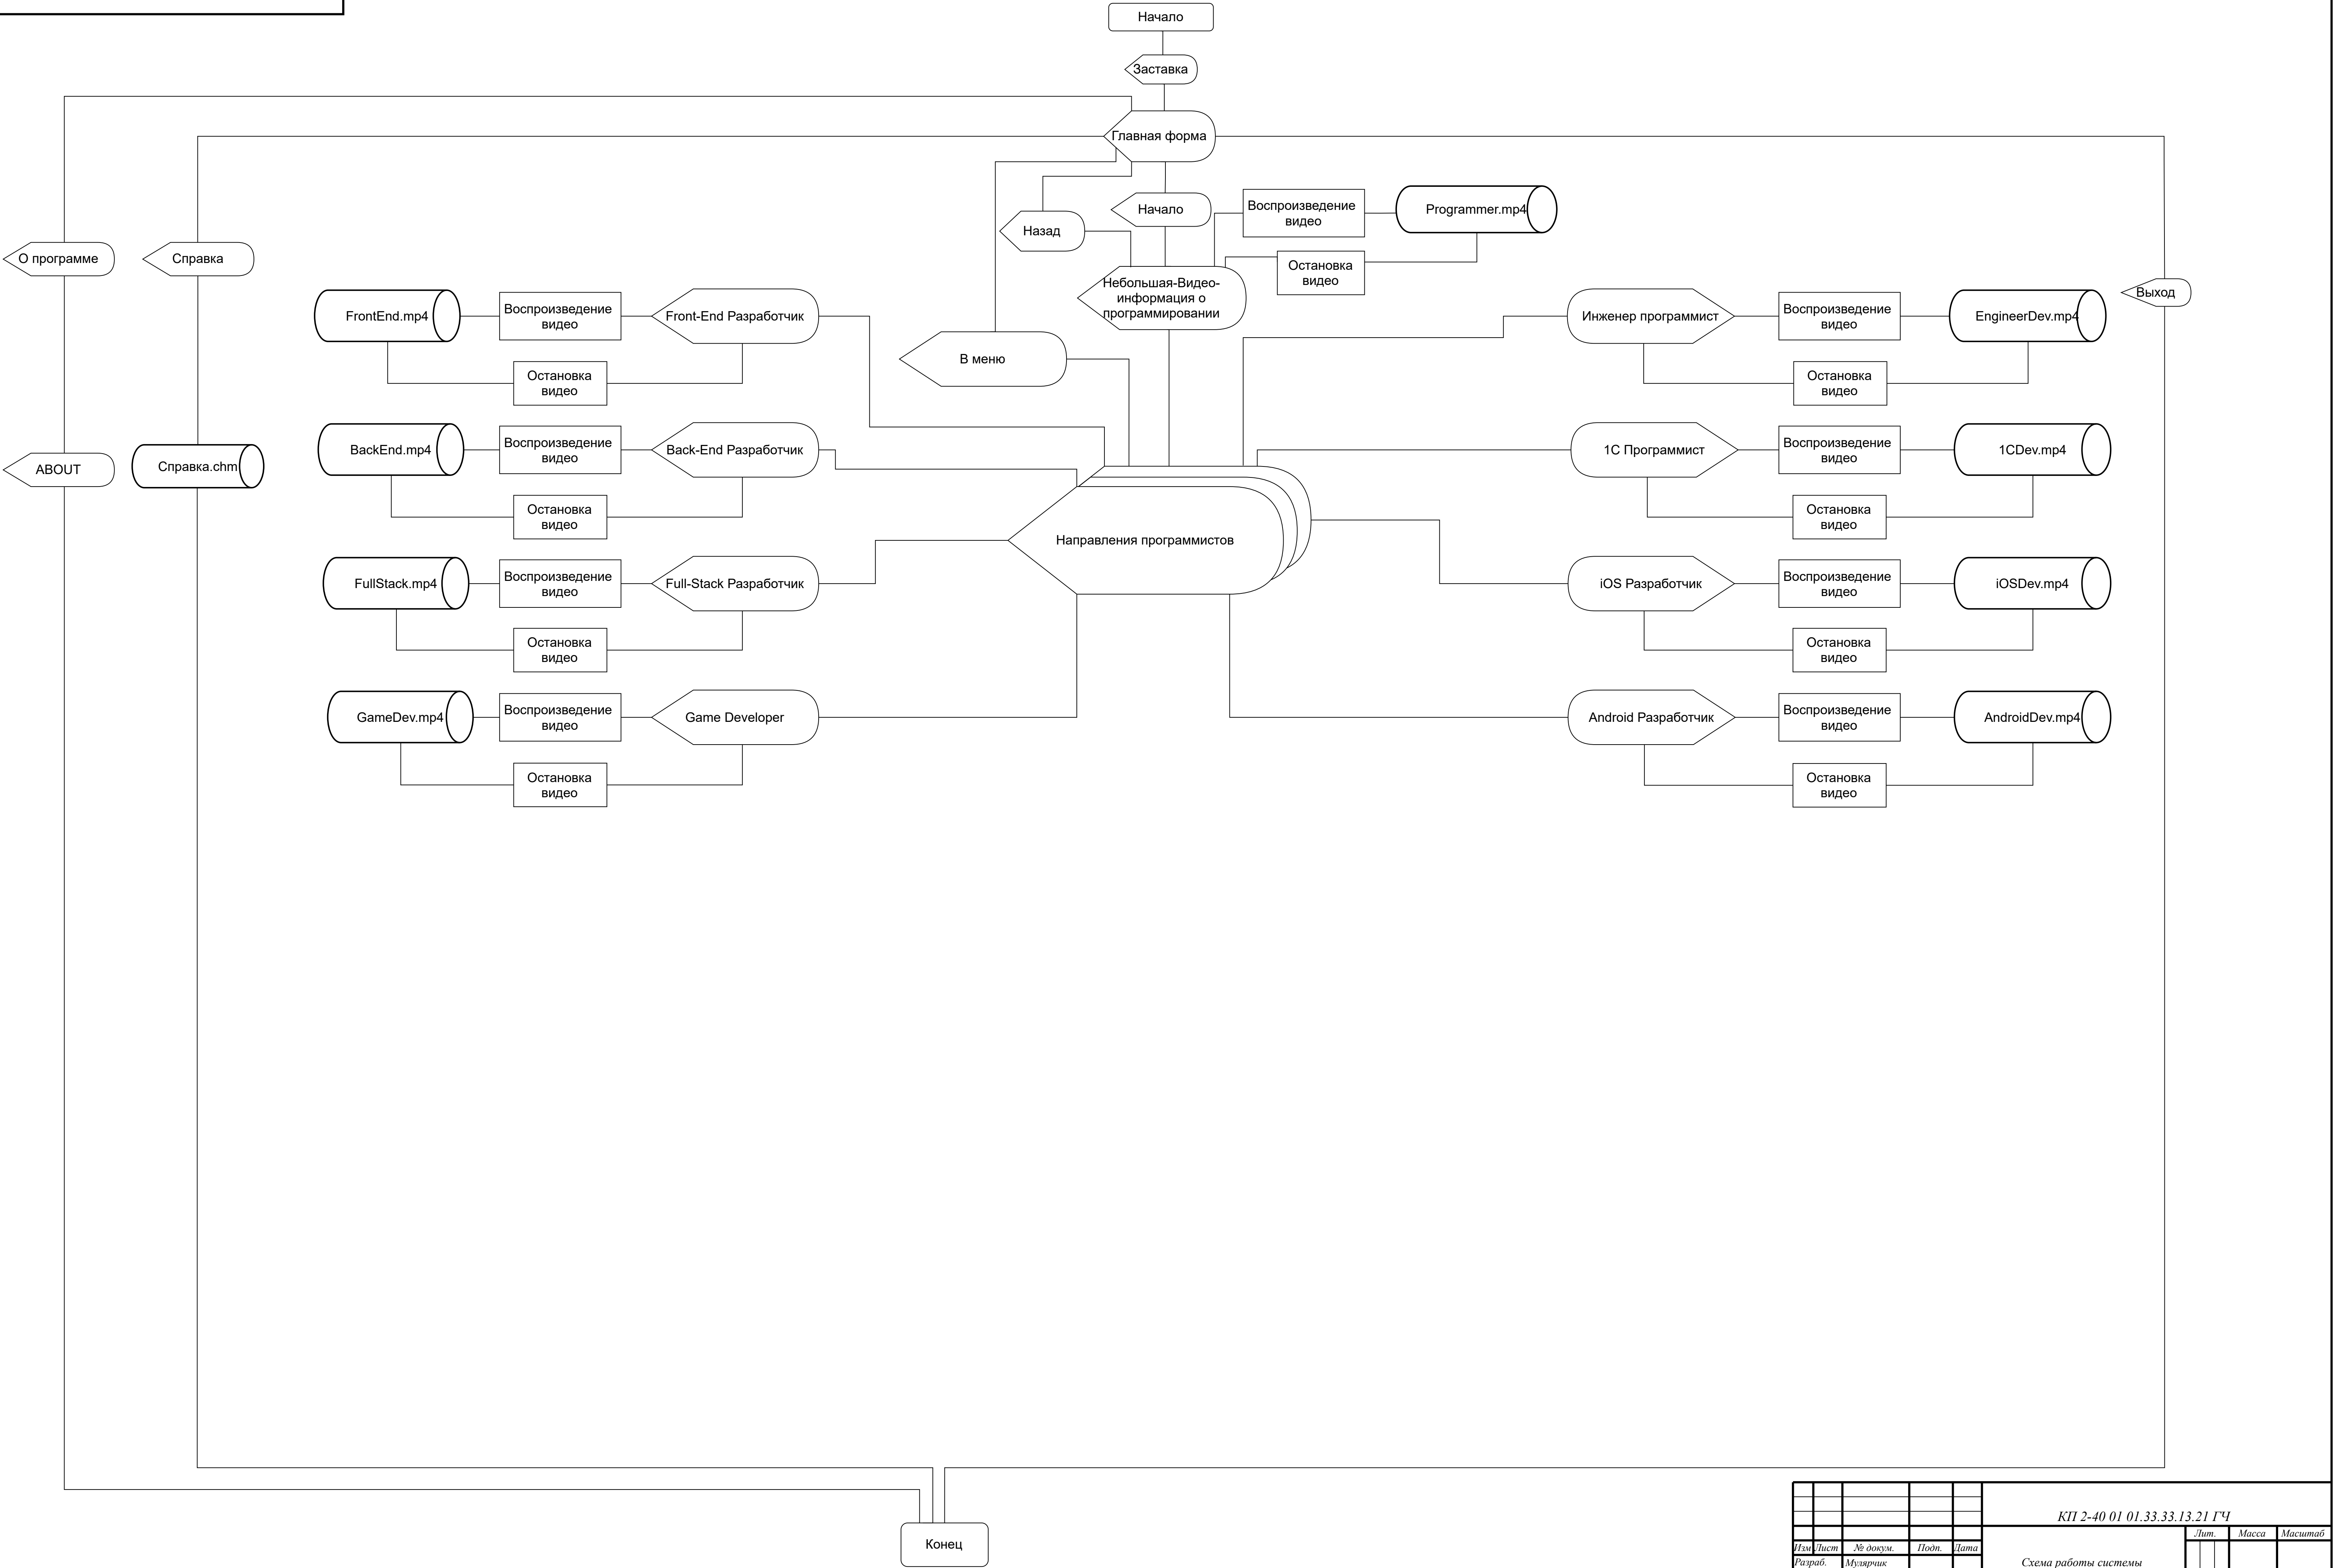 Начало
Заставка
Главная форма
Начало
Воспроизведение
видео
Programmer.mp4
Назад
О программе
Справка
Остановка
видео
Небольшая-Видео-
информация о
программировании
Выход
FrontEnd.mp4
Воспроизведение
видео
Front-End Разработчик
Инженер программист
Воспроизведение
видео
EngineerDev.mp4
В меню
Остановка
видео
Остановка
видео
BackEnd.mp4
Воспроизведение
видео
Back-End Разработчик
1С Программист
Воспроизведение
видео
1CDev.mp4
ABOUT
Справка.chm
Остановка
видео
Остановка
видео
Направления программистов
FullStack.mp4
Воспроизведение
видео
Full-Stack Разработчик
iOS Разработчик
Воспроизведение
видео
iOSDev.mp4
Остановка
видео
Остановка
видео
GameDev.mp4
Воспроизведение
видео
Game Developer
Android Разработчик
Воспроизведение
видео
AndroidDev.mp4
Остановка
видео
Остановка
видео
Конец
КП 2-40 01 01.33.33.13.21 ГЧ
Лит. Масса Масштаб
Изм. Лист № докум. Подп. Дата
Разраб. Мулярчик
Схема работы системы